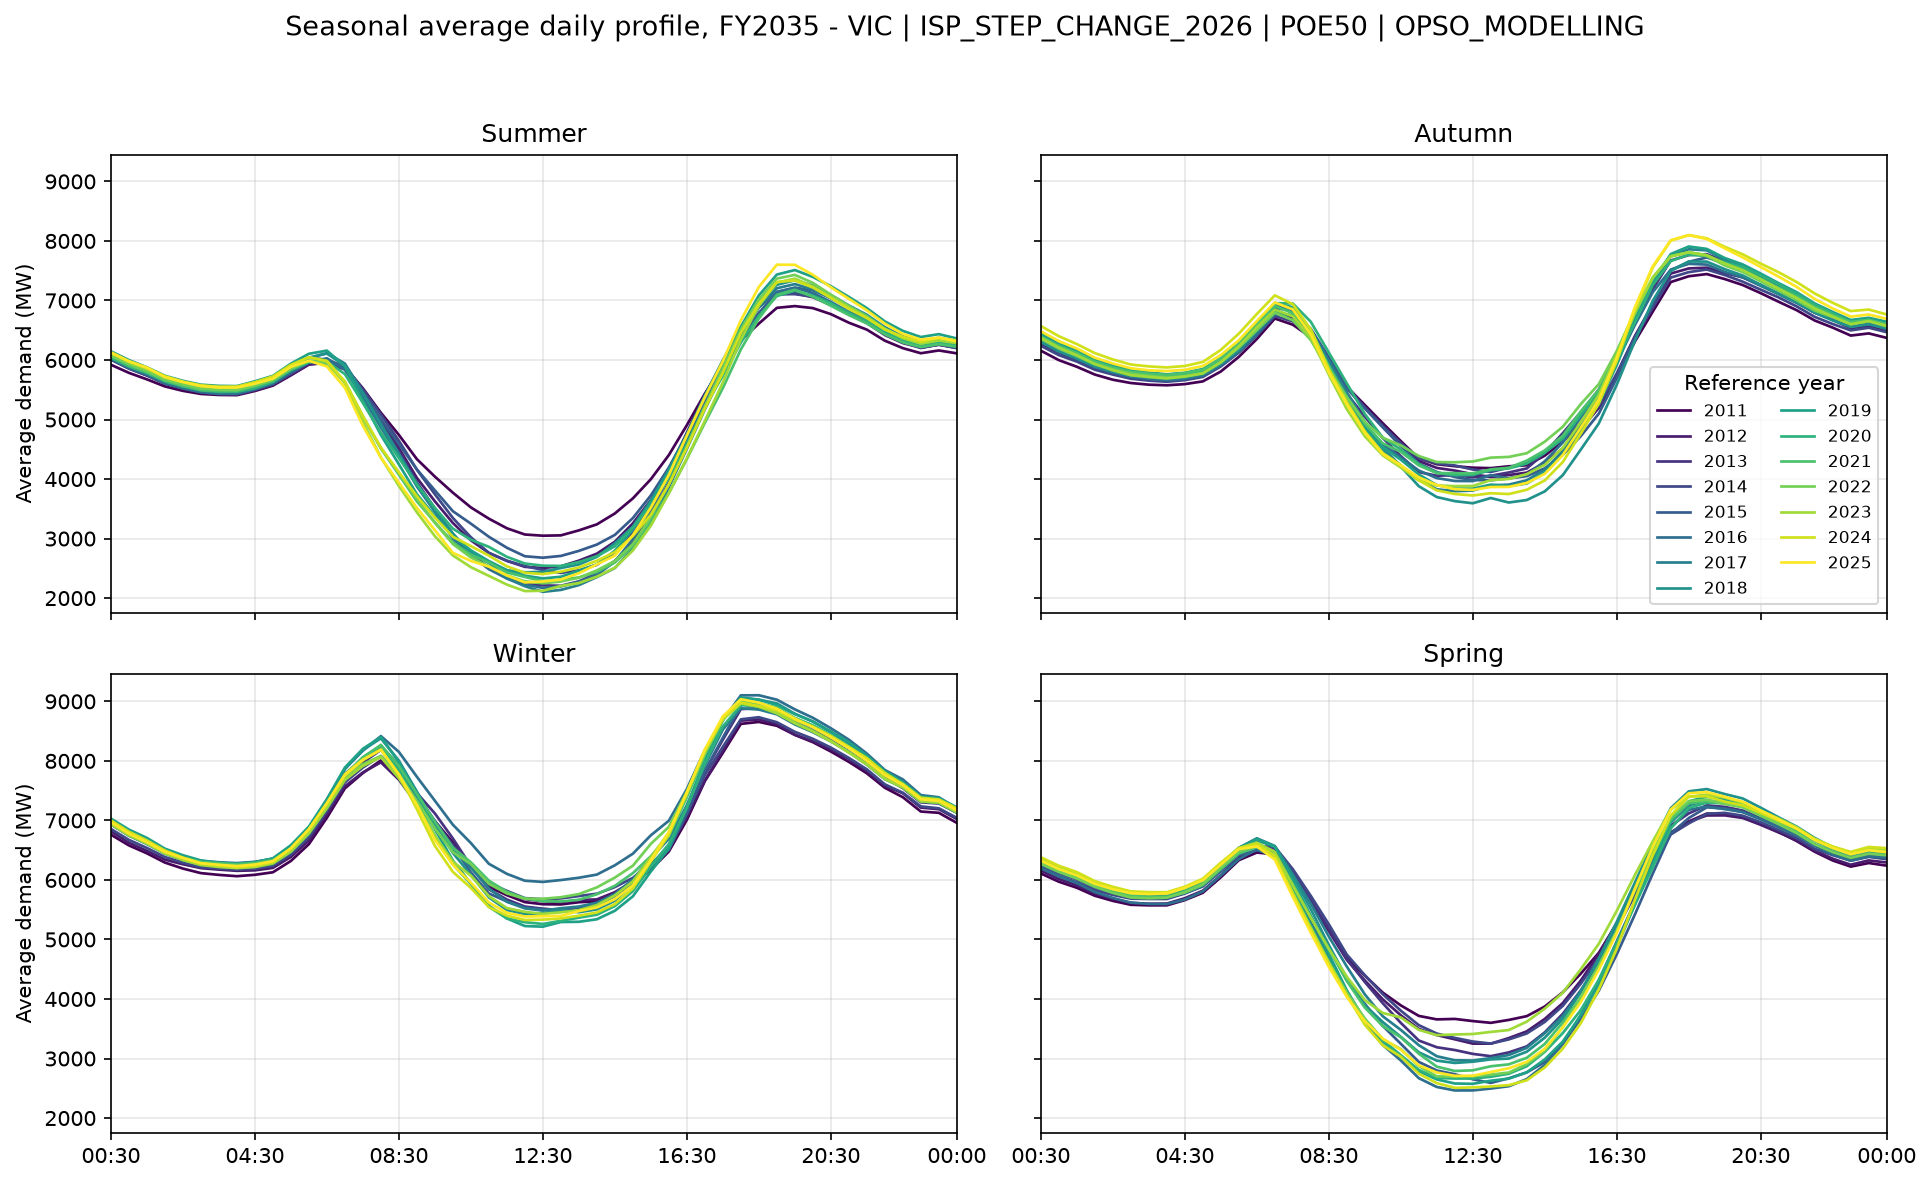 Seasonal average daily profile, FY2035 - VIC | ISP_STEP_CHANGE_2026 | POE50 | OPSO_MODELLING
Summer
Autumn
Average demand (MW)
9000
8000
7000
6000
5000
4000
3000
2000
Reference year
2011 2019
2012 2020
2013 2021
2014 2022
2015 2023
2016 2024
2017 2025
2018
Winter
Spring
Average demand (MW)
9000
8000
7000
6000
5000
4000
3000
2000
00:30 04:30 08:30 12:30 16:30 20:30 00:00
00:30 04:30 08:30 12:30 16:30 20:30 00:00